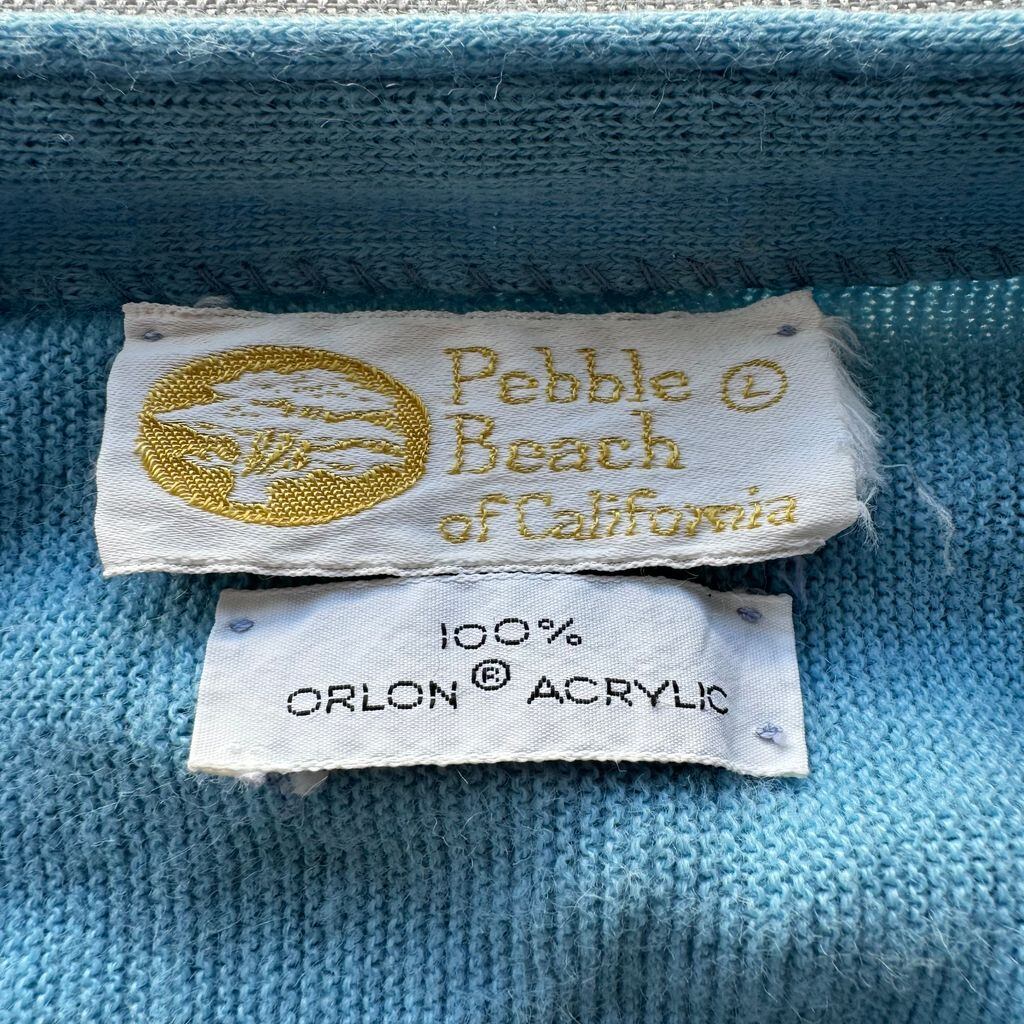 Pebble Ⓛ
Beach
of California
100%
ORLON® ACRYLIC